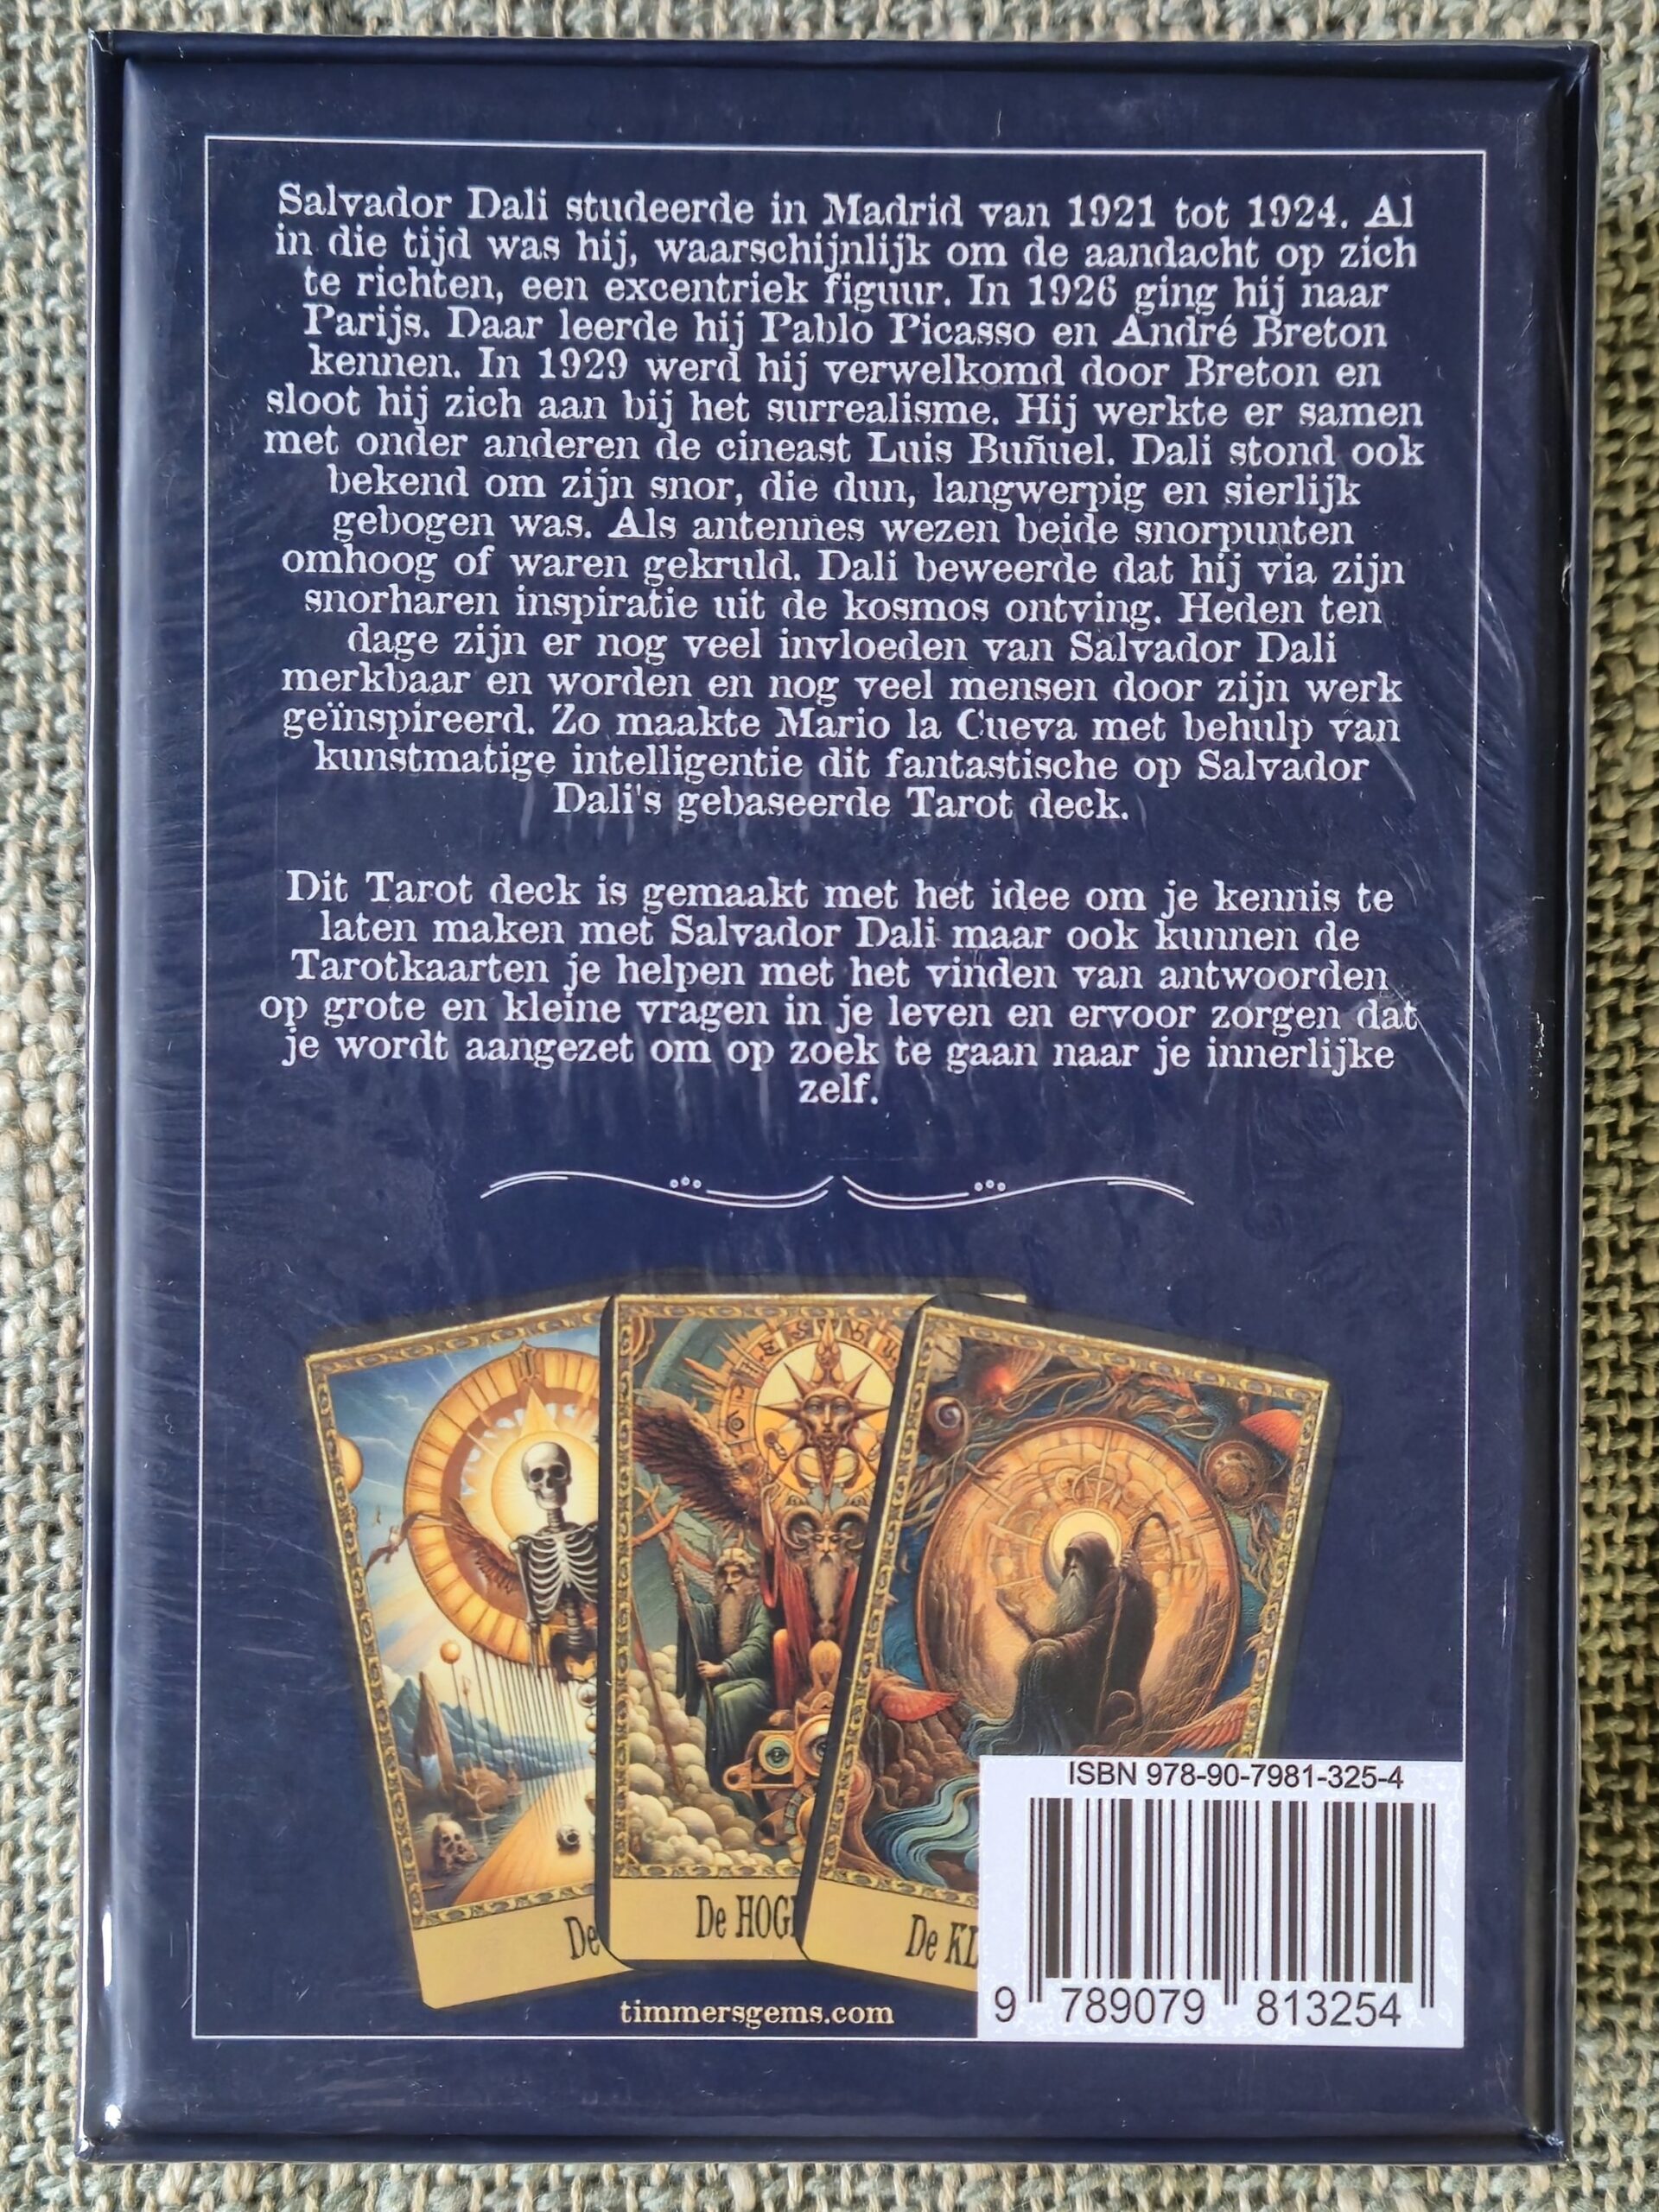 Salvador Dali studeerde in Madrid van 1921 tot 1924. Al
in die tijd was hij, waarschijnlijk om de aandacht op zich
te richten, een excentriek figuur. In 1926 ging hij naar
Parijs. Daar leerde hij Pablo Picasso en André Breton
kennen. In 1929 werd hij verwelkomd door Breton en
sloot hij zich aan bij het surrealisme. Hij werkte er samen
met onder anderen de cineast Luis Buñuel. Dali stond ook
bekend om zijn snor, die dun, langwerpig en sierlijk
gebogen was. Als antennes wezen beide snorpunten
omhoog of waren gekruld. Dali beweerde dat hij via zijn
snorharen inspiratie uit de kosmos ontving. Heden ten
dage zijn er nog veel invloeden van Salvador Dali
merkbaar en worden en nog veel mensen door zijn werk
geïnspireerd. Zo maakte Mario la Cueva met behulp van
kunstmatige intelligentie dit fantastische op Salvador
Dali's gebaseerde Tarot deck.
Dit Tarot deck is gemaakt met het idee om je kennis te
laten maken met Salvador Dali maar ook kunnen de
Tarotkaarten je helpen met het vinden van antwoorden
op grote en kleine vragen in je leven en ervoor zorgen dat
je wordt aangezet om op zoek te gaan naar je innerlijke
zelf.
De
De HOG
De KL
timmersgems.com
ISBN 978-90-7981-325-4
9 789079 813254